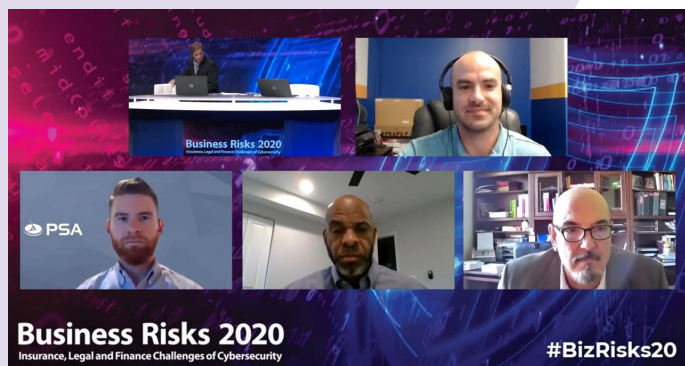 Business Risks 2020
Insurance, Legal and Finance Challenges of Cybersecurity
FRAGILE
PSA
Business Risks 2020
Insurance, Legal and Finance Challenges of Cybersecurity
#BizRisks20